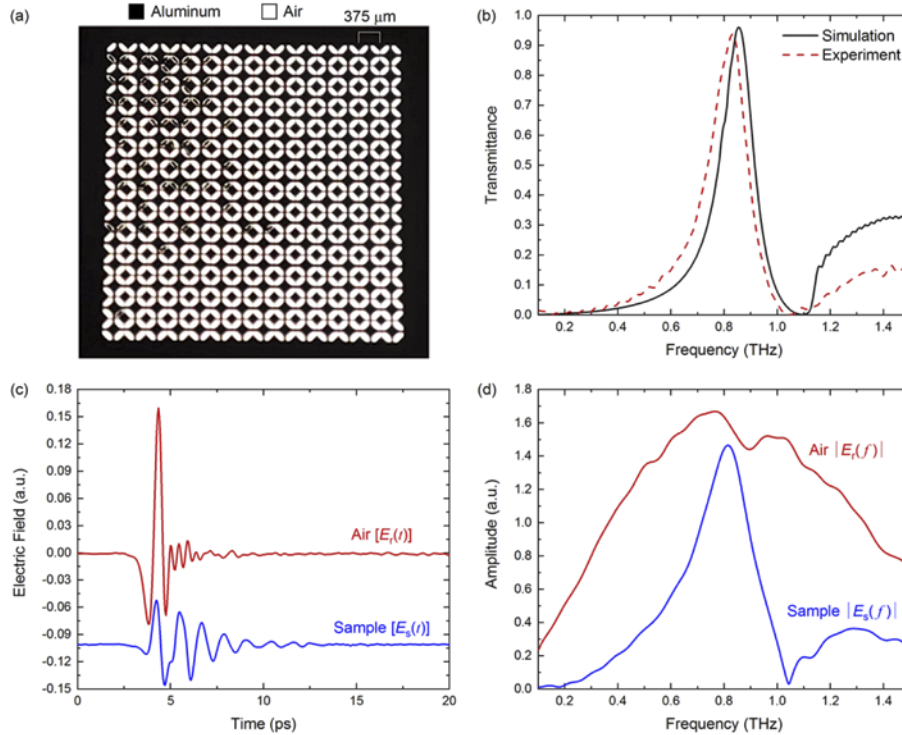 (a)
Aluminum
Air
375 μm
(b)
1.0
0.9
0.8
0.7
0.6
0.5
0.4
0.3
0.2
0.1
0.0
Transmittance
Simulation
Experiment
0.2 0.4 0.6 0.8 1.0 1.2 1.4
Frequency (THz)
(c)
0.18
0.15
0.12
0.09
0.06
0.03
0.00
-0.03
-0.06
-0.09
-0.12
-0.15
Electric Field (a.u.)
Air [Er(t)]
Sample [Es(t)]
0 5 10 15 20
Time (ps)
(d)
1.8
1.6
1.4
1.2
1.0
0.8
0.6
0.4
0.2
0.0
Amplitude (a.u.)
Air |Er(f)|
Sample |Es(f)|
0.2 0.4 0.6 0.8 1.0 1.2 1.4
Frequency (THz)